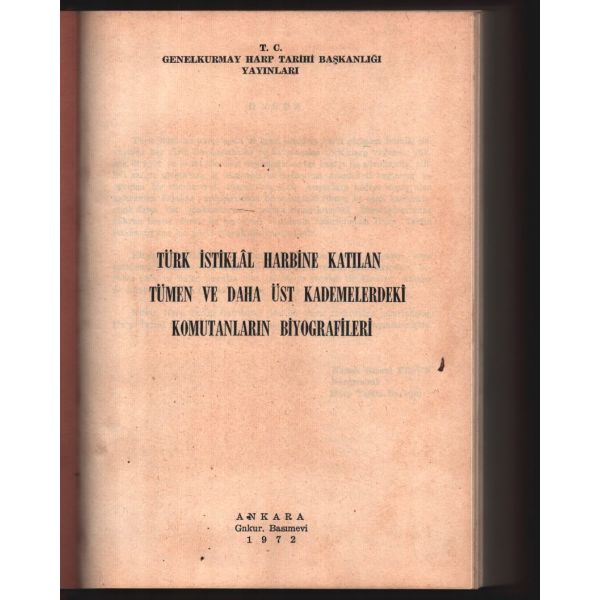 T. C.
GENELKURMAY HARP TARİHİ BAŞKANLIĞI
YAYINLARI
TÜRK İSTİKLÂL HARBİNE KATILAN
TÜMEN VE DAHA ÜST KADEMELERDEKİ
KOMUTANLARIN BİYOGRAFİLERİ
ANKARA
Gnkur. Basımevi
1972